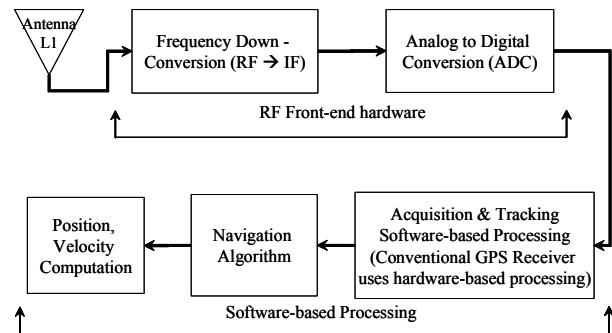 Antenna
L1
Frequency Down -
Conversion (RF → IF)
Analog to Digital
Conversion (ADC)
RF Front-end hardware
Position,
Velocity
Computation
Navigation
Algorithm
Acquisition & Tracking
Software-based Processing
(Conventional GPS Receiver
uses hardware-based processing)
Software-based Processing